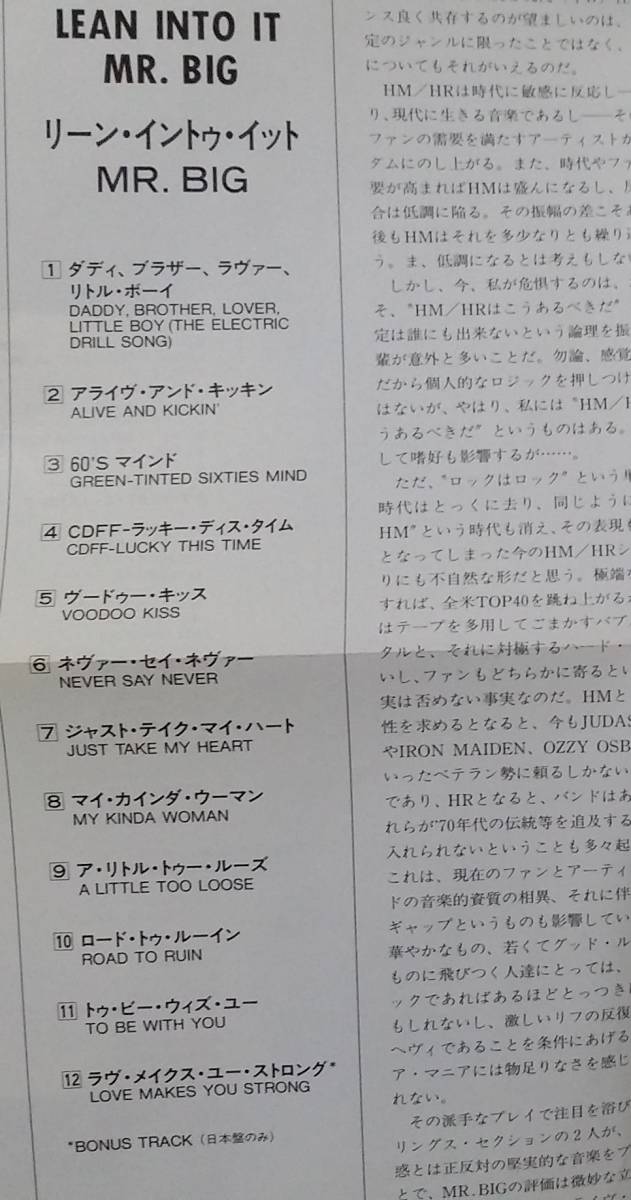 LEAN INTO IT
MR. BIG
リーン・イントゥ・イット
MR. BIG
1 ダディ、ブラザー、ラヴァー、
リトル・ボーイ
DADDY, BROTHER, LOVER,
LITTLE BOY (THE ELECTRIC
DRILL SONG)
2 アライヴ・アンド・キッキン
ALIVE AND KICKIN'
3 60'S マインド
GREEN-TINTED SIXTIES MIND
4 CDFF-ラッキー・ディス・タイム
CDFF-LUCKY THIS TIME
5 ヴードゥー・キッス
VOODOO KISS
6 ネヴァー・セイ・ネヴァー
NEVER SAY NEVER
7 ジャスト・テイク・マイ・ハート
JUST TAKE MY HEART
8 マイ・カインダ・ウーマン
MY KINDA WOMAN
9 ア・リトル・トゥー・ルーズ
A LITTLE TOO LOOSE
10 ロード・トゥ・ルーイン
ROAD TO RUIN
11 トゥ・ビー・ウィズ・ユー
TO BE WITH YOU
12 ラヴ・メイクス・ユー・ストロング*
LOVE MAKES YOU STRONG
*BONUS TRACK (日本盤のみ)
ンス良く共存するのが望ましいのは、
定のジャンルに限ったことではなく、
についてもそれがいえるのだ。
HM/HRは時代に敏感に反応し―
り、現代に生きる音楽であるし――そ
ファンの需要を満たすアーティストが
ダムにのし上がる。また、時代やファ
要が高まればHMは盛んになるし、
合は低調に陥る。その振幅の差こそあ
後もHMはそれを多少なりとも繰り
う。ま、低調になるとは考えもしな
しかし、今、私が危惧するのは、
そ、"HM/HRはこうあるべきだ"
定は誰にも出来ないという論理を振
輩が意外と多いことだ。勿論、感覚
だから個人的なロジックを押しつけ
はないが、やはり、私には"HM/
うあるべきだ"というものはある。
して嗜好も影響するが……。
ただ、"ロックはロック"という
時代はとっくに去り、同じように
HM"という時代も消え、その表現
となってしまった今のHM/HRシ
りにも不自然な形だと思う。極端
すれば、全米TOP40を跳ね上がる
はテープを多用してごまかすバブ
タルと、それに対極するハード・
いし、ファンもどちらかに寄るとい
実は否めない事実なのだ。HMと
性を求めるとなると、今もJUDAS
やIRON MAIDEN、OZZY OSB
いったベテラン勢に頼るしかない
であり、HRとなると、バンドはあ
れらが'70年代の伝統等を追及する
入れられないということも多々起
これは、現在のファンとアーティ
ドの音楽的資質の相異、それに伴
ギャップというものも影響してい
華やかなもの、若くてグッド・ル
ものに飛びつく人達にとっては、
ックであればあるほどとっつき
もしれないし、激しいリフの反復
ヘヴィであることを条件にあげる
ア・マニアには物足りなさを感じ
れない。
その派手なプレイで注目を浴び
リングス・セクションの2人が、
惑とは正反対の堅実的な音楽をプ
とで、MR. BIGの評価は微妙な立